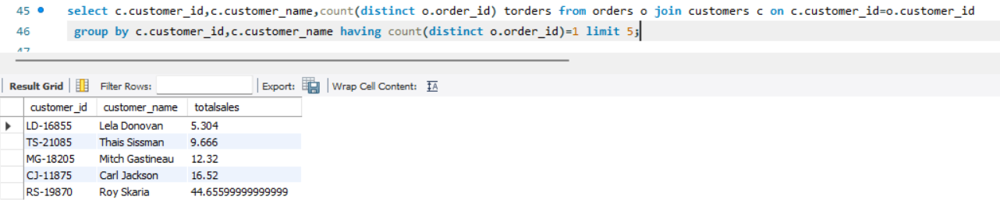 45 select c.customer_id,c.customer_name,count(distinct o.order_id) torders from orders o join customers c on c.customer_id=o.customer_id
46 group by c.customer_id,c.customer_name having count(distinct o.order_id)=1 limit 5;
47
Result Grid Filter Rows: Export: Wrap Cell Content: IA
customer_id customer_name totalsales
LD-16855 Lela Donovan 5.304
TS-21085 Thais Sissman 9.666
MG-18205 Mitch Gastineau 12.32
CJ-11875 Carl Jackson 16.52
RS-19870 Roy Skaria 44.65599999999999